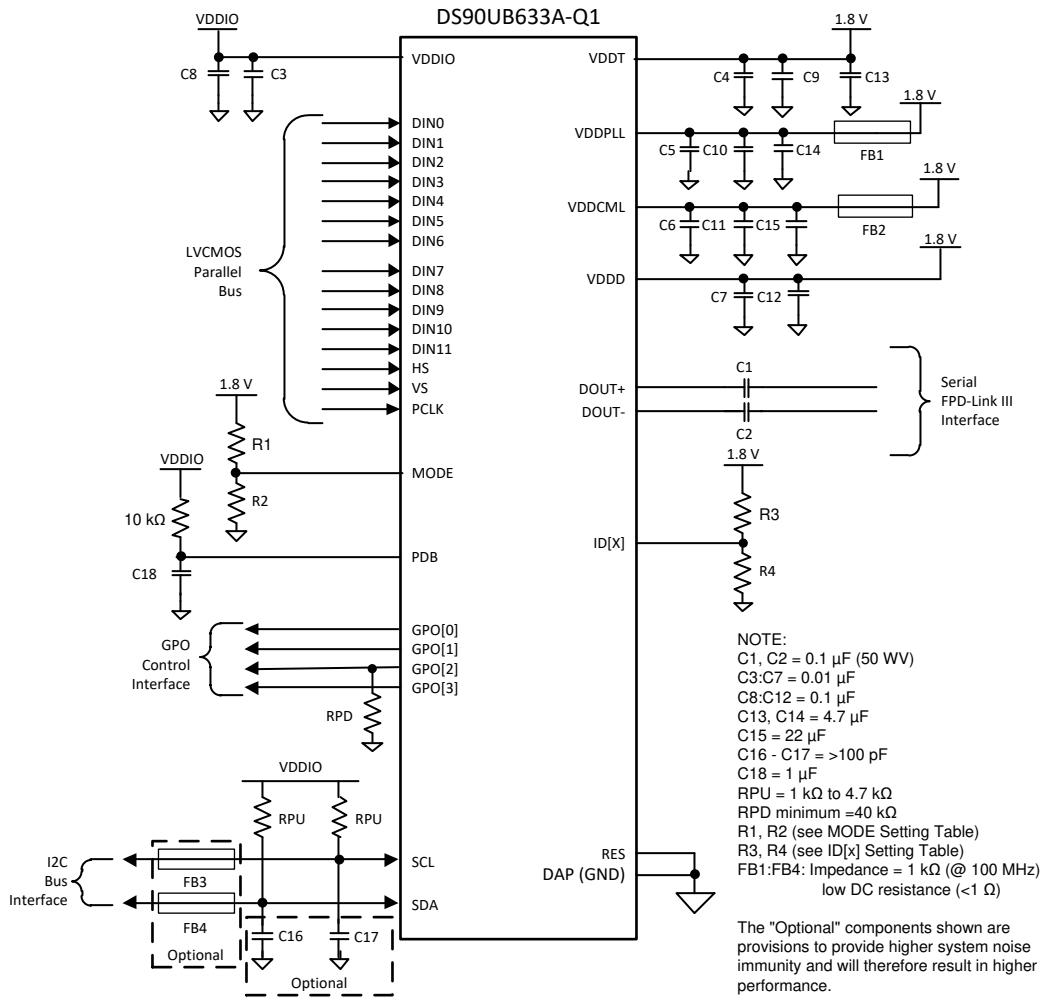 DS90UB633A-Q1
VDDIO
C8
C3
VDDIO
LVCMOS
Parallel
Bus
DIN0
DIN1
DIN2
DIN3
DIN4
DIN5
DIN6
DIN7
DIN8
DIN9
DIN10
DIN11
HS
VS
PCLK
1.8 V
R1
R2
MODE
VDDIO
10 kΩ
C18
PDB
GPO
Control
Interface
GPO[0]
GPO[1]
GPO[2]
GPO[3]
RPD
VDDIO
RPU
RPU
I2C
Bus
Interface
FB3
FB4
Optional
SCL
SDA
C16
C17
Optional
VDDT
1.8 V
C4
C9
C13
VDDPLL
1.8 V
C5
C10
C14
FB1
VDDCML
1.8 V
C6
C11
C15
FB2
VDDD
1.8 V
C7
C12
DOUT+
DOUT-
C1
C2
Serial
FPD-Link III
Interface
1.8 V
R3
R4
ID[X]
RES
DAP (GND)
NOTE:
C1, C2 = 0.1 µF (50 WV)
C3:C7 = 0.01 µF
C8:C12 = 0.1 µF
C13, C14 = 4.7 µF
C15 = 22 µF
C16 - C17 = >100 pF
C18 = 1 µF
RPU = 1 kΩ to 4.7 kΩ
RPD minimum =40 kΩ
R1, R2 (see MODE Setting Table)
R3, R4 (see ID[x] Setting Table)
FB1:FB4: Impedance = 1 kΩ (@ 100 MHz)
low DC resistance (<1 Ω)
The "Optional" components shown are
provisions to provide higher system noise
immunity and will therefore result in higher
performance.